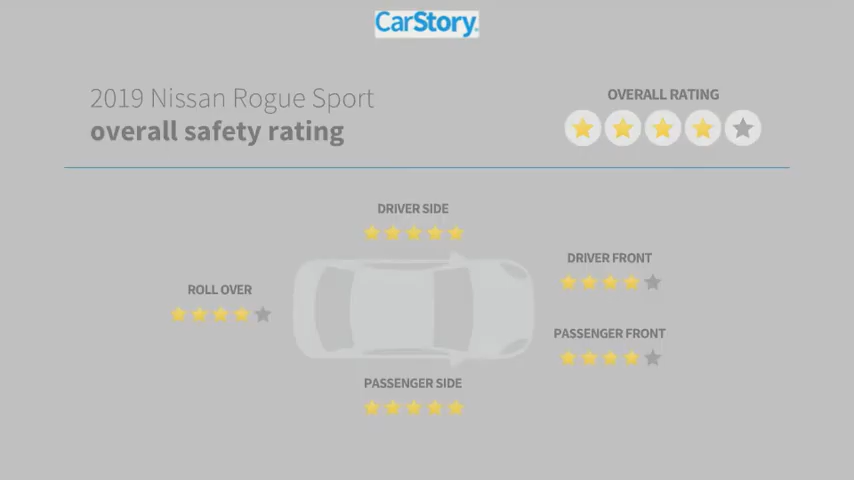 CarStory.
2019 Nissan Rogue Sport
overall safety rating
OVERALL RATING
DRIVER SIDE
DRIVER FRONT
ROLL OVER
PASSENGER FRONT
PASSENGER SIDE